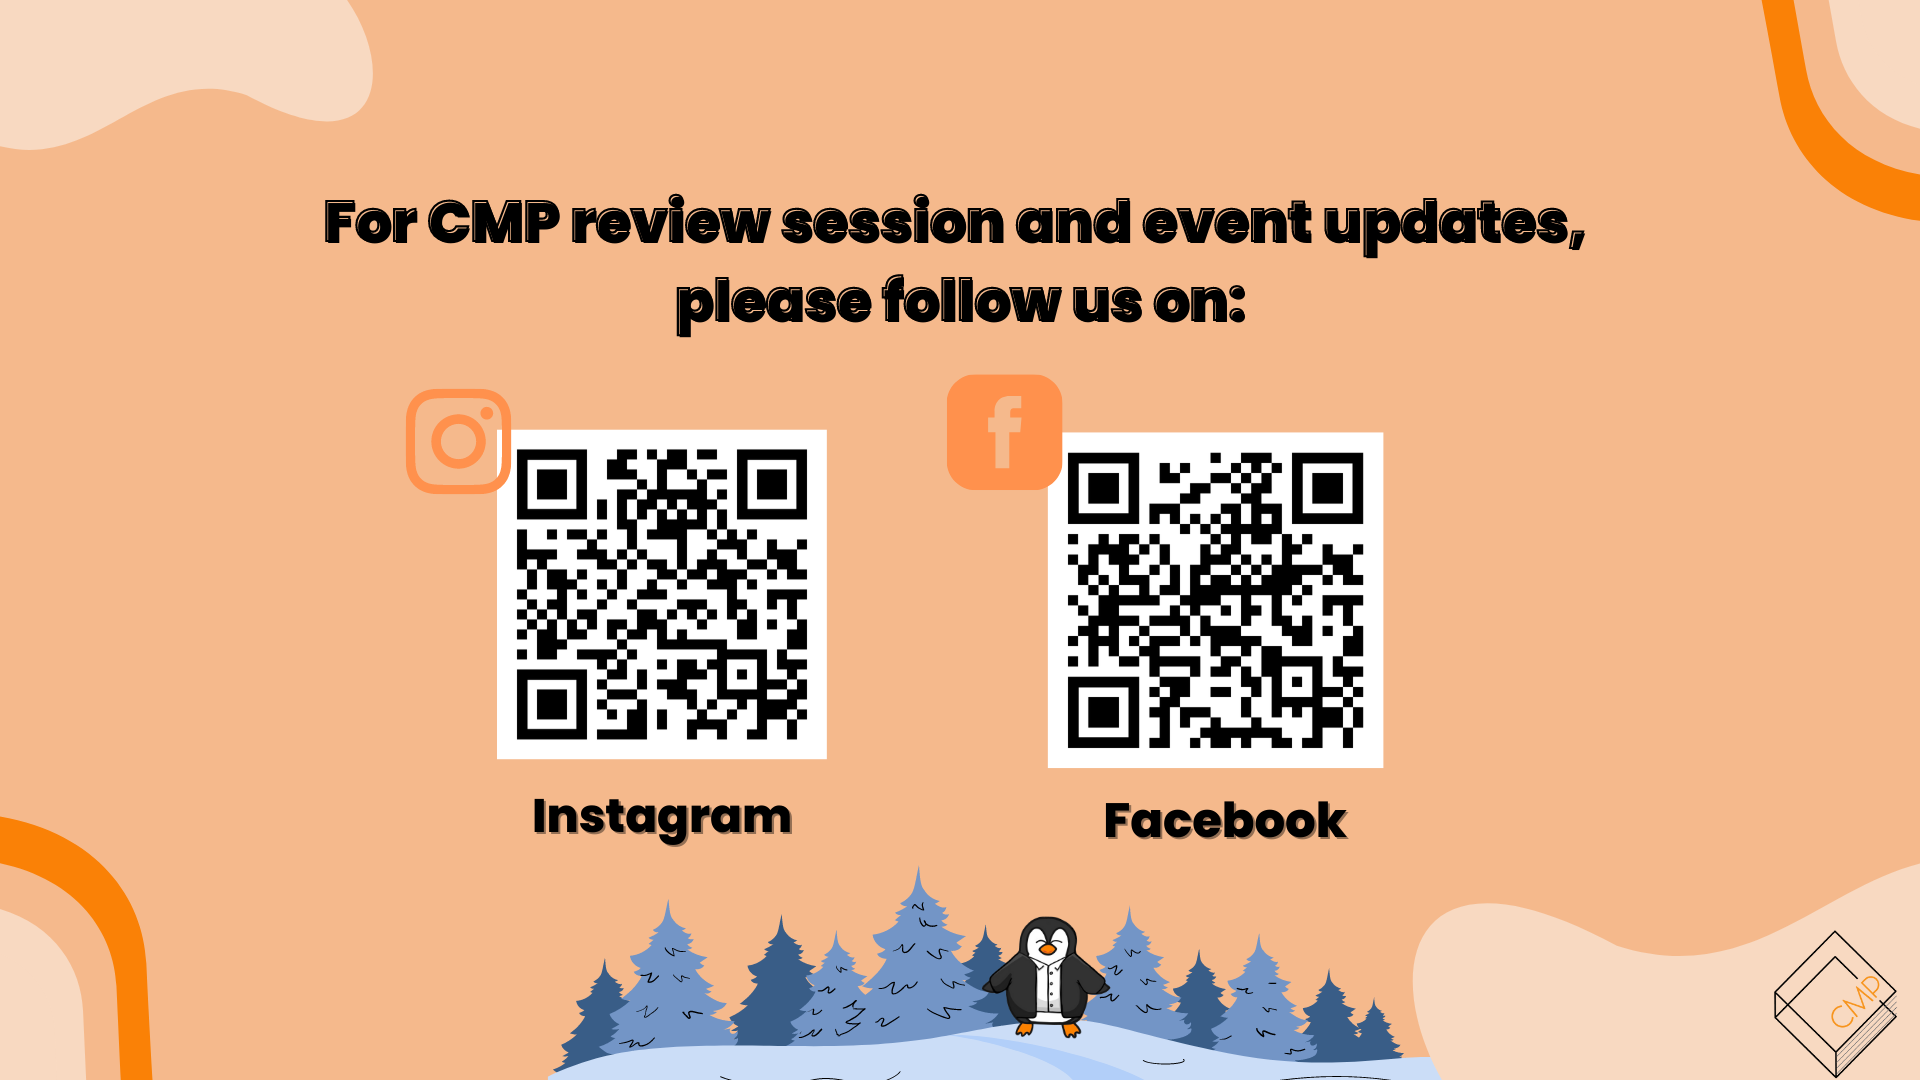 For CMP review session and event updates,
please follow us on:
Instagram
Facebook
CMP